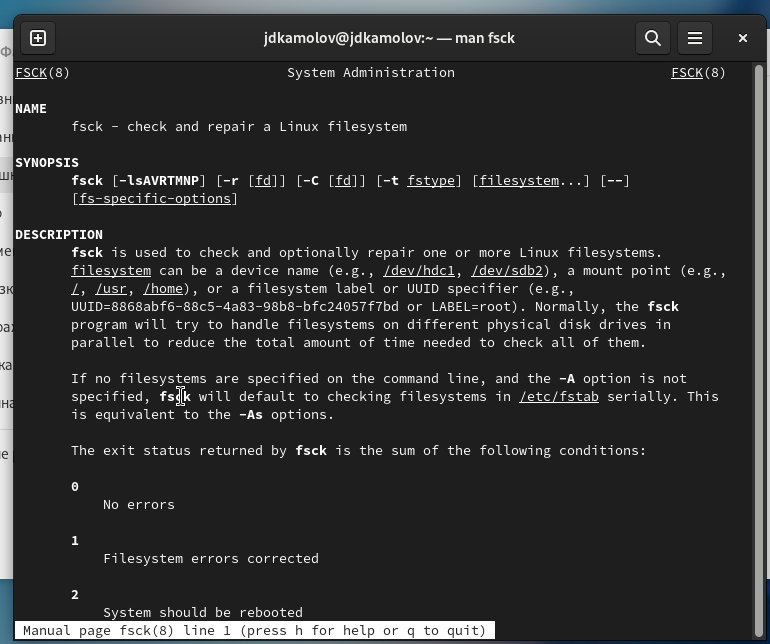 jdkamolov@jdkamolov:~ — man fsck
FSCK(8) System Administration FSCK(8)
NAME
fsck - check and repair a Linux filesystem
SYNOPSIS
fsck [-lsAVRTMNP] [-r [fd]] [-C [fd]] [-t fstype] [filesystem...] [--]
[fs-specific-options]
DESCRIPTION
fsck is used to check and optionally repair one or more Linux filesystems.
filesystem can be a device name (e.g., /dev/hdc1, /dev/sdb2), a mount point (e.g.,
/, /usr, /home), or a filesystem label or UUID specifier (e.g.,
UUID=8868abf6-88c5-4a83-98b8-bfc24057f7bd or LABEL=root). Normally, the fsck
program will try to handle filesystems on different physical disk drives in
parallel to reduce the total amount of time needed to check all of them.
If no filesystems are specified on the command line, and the -A option is not
specified, fsck will default to checking filesystems in /etc/fstab serially. This
is equivalent to the -As options.
The exit status returned by fsck is the sum of the following conditions:
0
No errors
1
Filesystem errors corrected
2
System should be rebooted
Manual page fsck(8) line 1 (press h for help or q to quit)